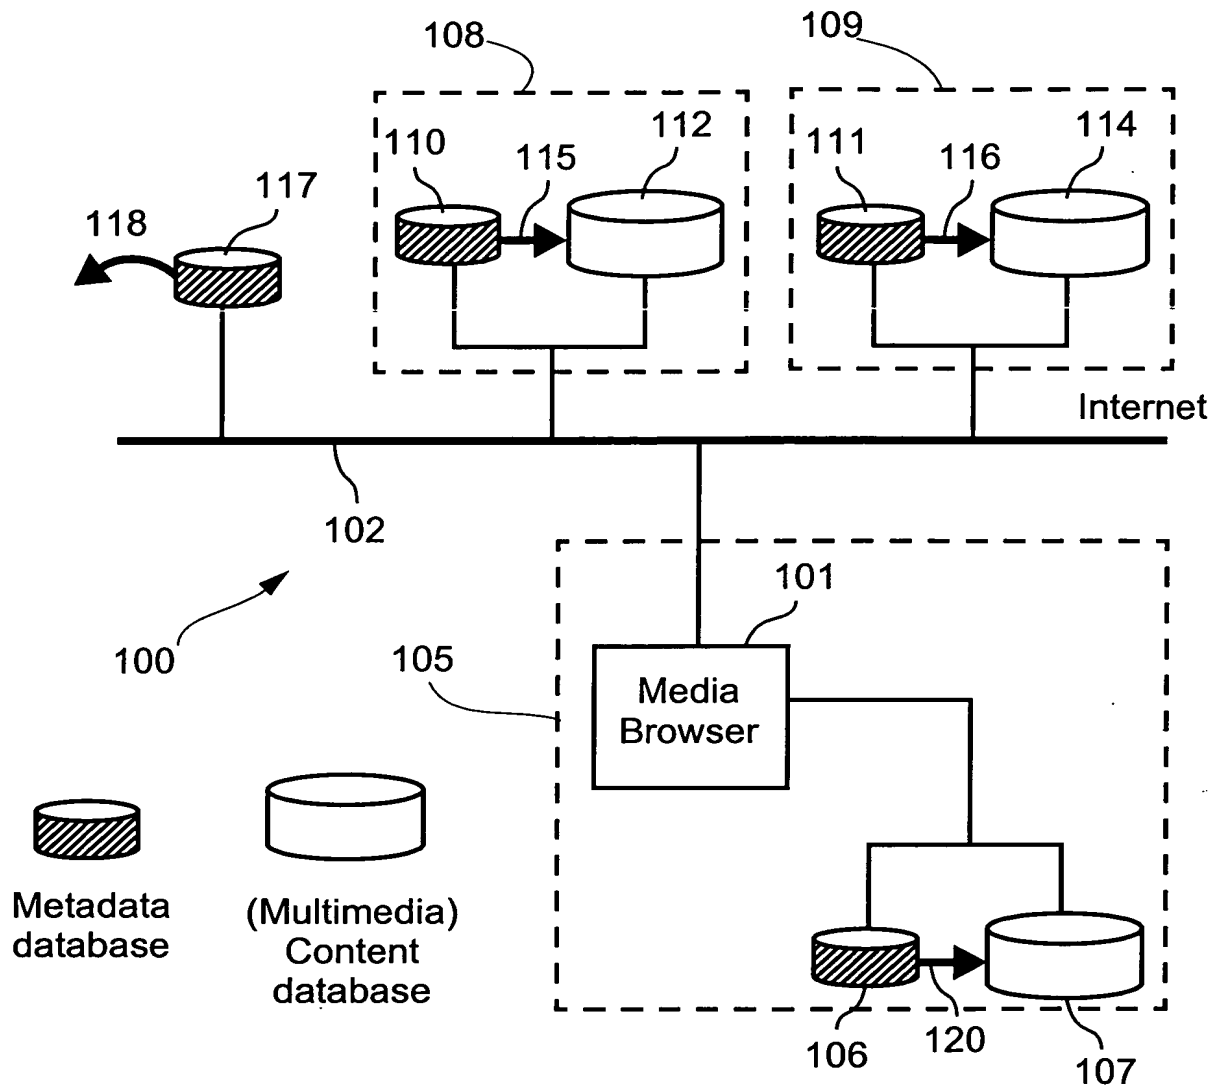 108
109
110
115
112
111
116
114
117
118
Internet
102
100
101
105
Media
Browser
Metadata
database
(Multimedia)
Content
database
106
120
107